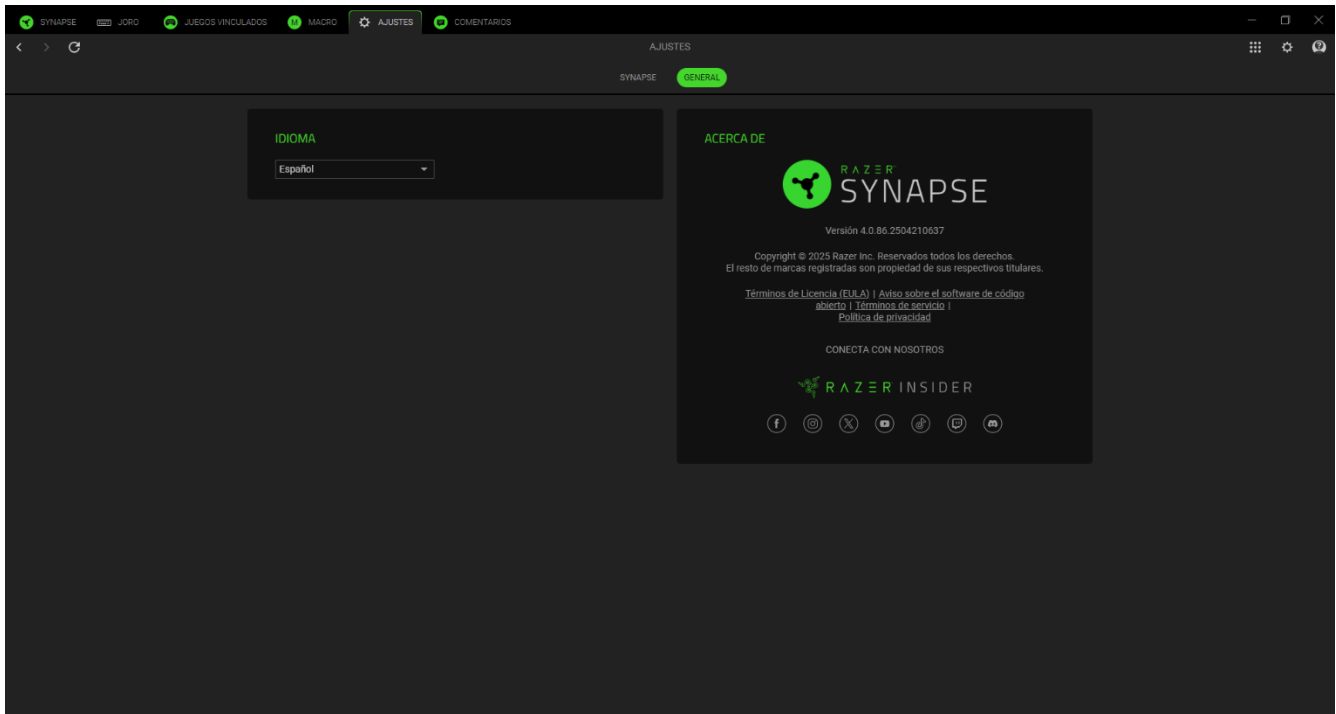 SYNAPSE JORO JUEGOS VINCULADOS M MACRO AJUSTES COMENTARIOS
AJUSTES
SYNAPSE GENERAL
IDIOMA
Español
ACERCA DE
RAZER
SYNAPSE
Versión 4.0.86.2504210637
Copyright © 2025 Razer Inc. Reservados todos los derechos.
El resto de marcas registradas son propiedad de sus respectivos titulares.
Términos de Licencia (EULA) | Aviso sobre el software de código
abierto | Términos de servicio |
Política de privacidad
CONECTA CON NOSOTROS
RAZER INSIDER